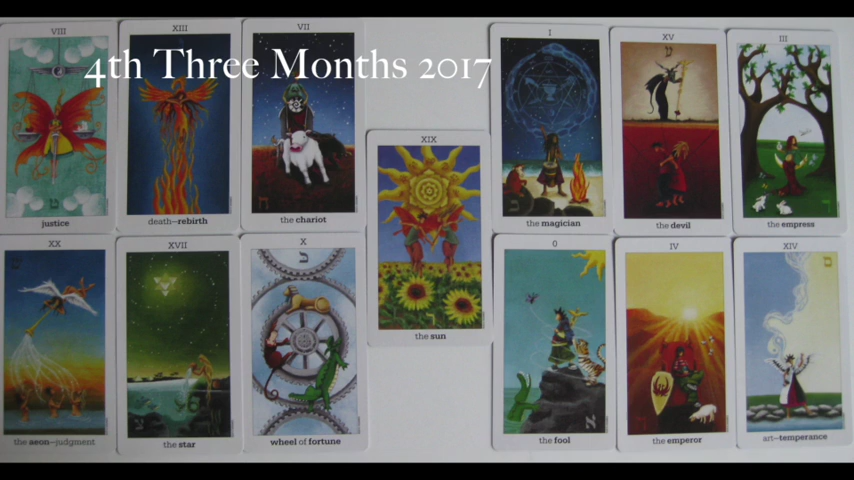 4th Three Months 2017
VIII
justice
XIII
death—rebirth
VII
the chariot
XIX
the sun
I
the magician
XV
the devil
III
the empress
XX
the aeon—judgment
XVII
the star
X
wheel of fortune
0
the fool
IV
the emperor
XIV
art—temperance